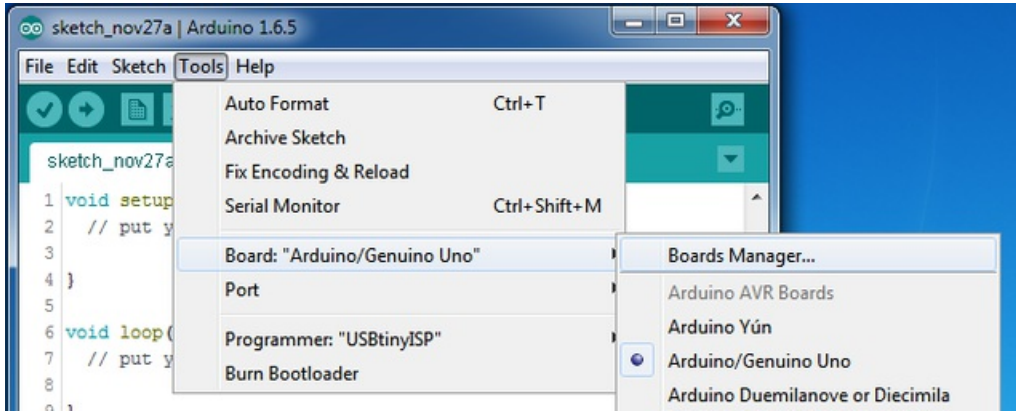 sketch_nov27a | Arduino 1.6.5
File Edit Sketch Tools Help
Auto Format Ctrl+T
Archive Sketch
sketch_nov27a
Fix Encoding & Reload
1 void setup
Serial Monitor Ctrl+Shift+M
2 // put y
3
Board: "Arduino/Genuino Uno"
Boards Manager...
4 }
Port
Arduino AVR Boards
5
6 void loop(
Programmer: "USBtinyISP"
Arduino Yún
7 // put y
Burn Bootloader
Arduino/Genuino Uno
8
Arduino Duemilanove or Diecimila
9 }